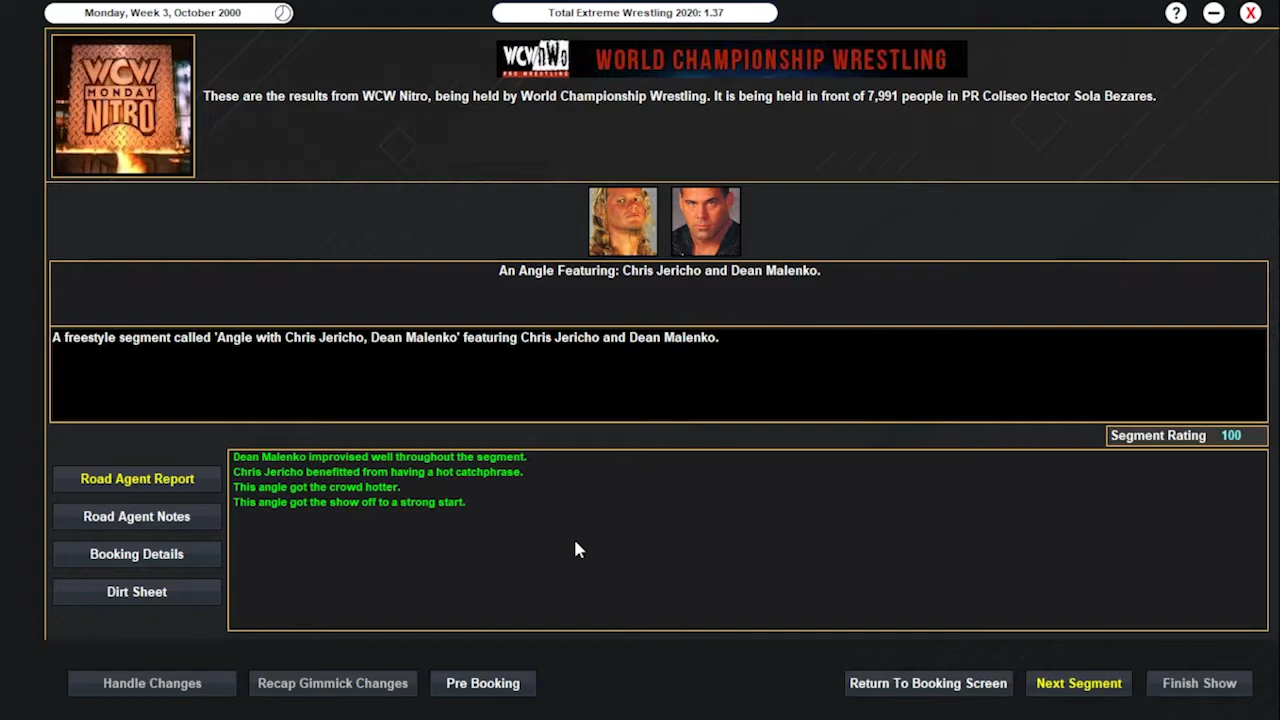 Monday, Week 3, October 2000
Total Extreme Wrestling 2020: 1.37
?
X
WCW
MONDAY
NITRO
WCW nWo
PRO WRESTLING
WORLD CHAMPIONSHIP WRESTLING
These are the results from WCW Nitro, being held by World Championship Wrestling. It is being held in front of 7,991 people in PR Coliseo Hector Sola Bezares.
An Angle Featuring: Chris Jericho and Dean Malenko.
A freestyle segment called 'Angle with Chris Jericho, Dean Malenko' featuring Chris Jericho and Dean Malenko.
Segment Rating 100
Road Agent Report
Road Agent Notes
Booking Details
Dirt Sheet
Dean Malenko improvised well throughout the segment.
Chris Jericho benefitted from having a hot catchphrase.
This angle got the crowd hotter.
This angle got the show off to a strong start.
Handle Changes
Recap Gimmick Changes
Pre Booking
Return To Booking Screen
Next Segment
Finish Show